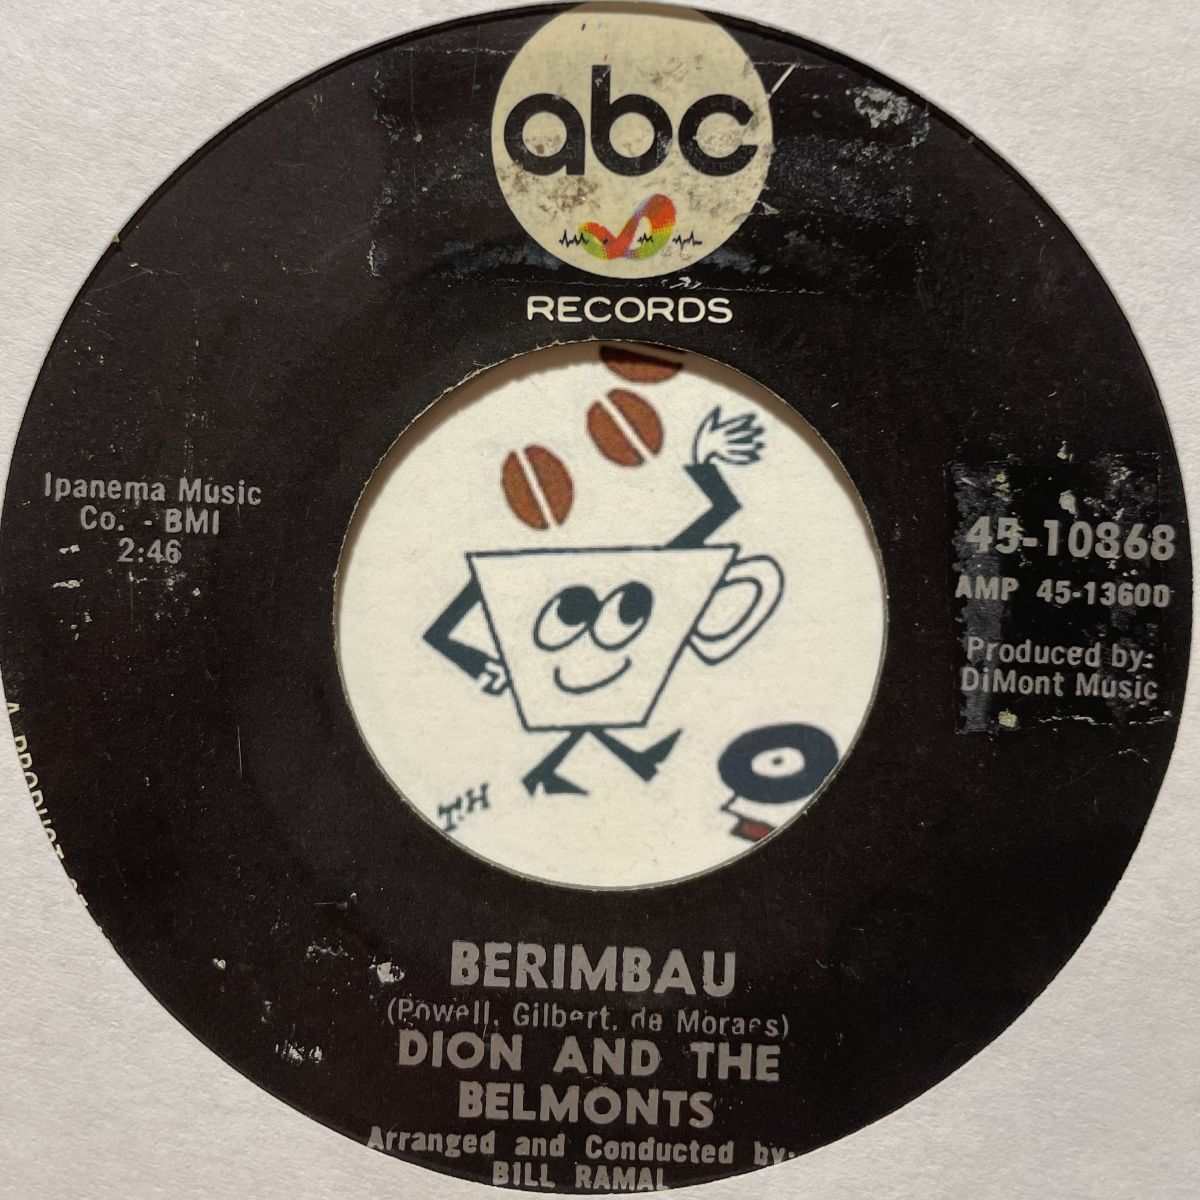 abc
RECORDS
Ipanema Music
Co. - BMI
2:46
45-10868
AMP 45-13600
Produced by:
DiMont Music
T.H
A PRODUCT
BERIMBAU
(Powell, Gilbert, de Moraes)
DION AND THE
BELMONTS
Arranged and Conducted by:
BILL RAMAL